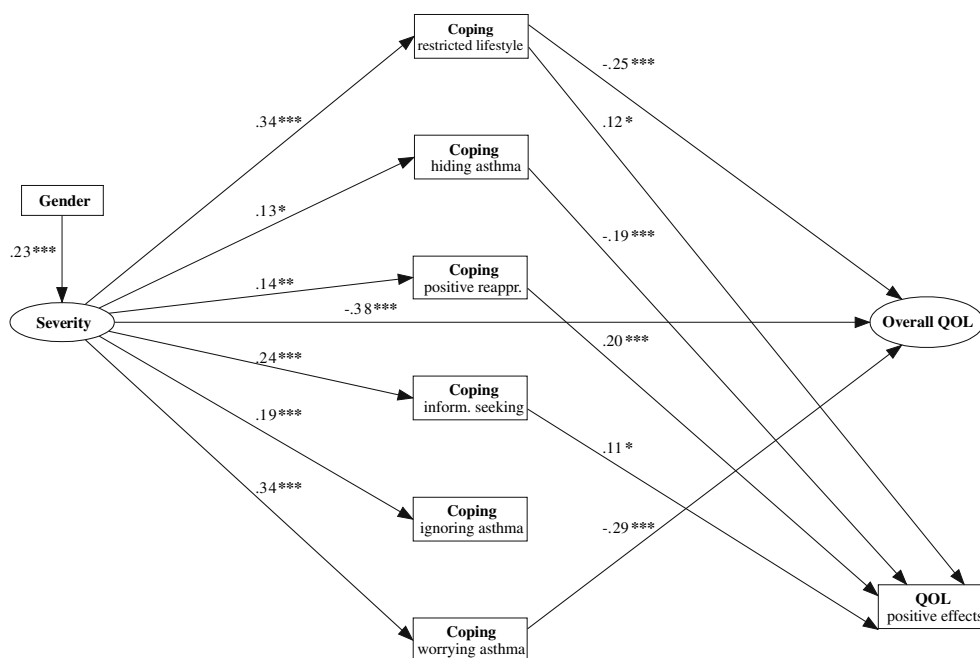 Coping
restricted lifestyle
-.25***
.34***
.12*
Coping
hiding asthma
Gender
.13*
.23***
-.19***
Coping
positive reappr.
.14**
-.38***
Severity
Overall QOL
.20***
.24***
Coping
inform. seeking
.19***
.11*
.34***
Coping
ignoring asthma
-.29***
QOL
positive effects
Coping
worrying asthma